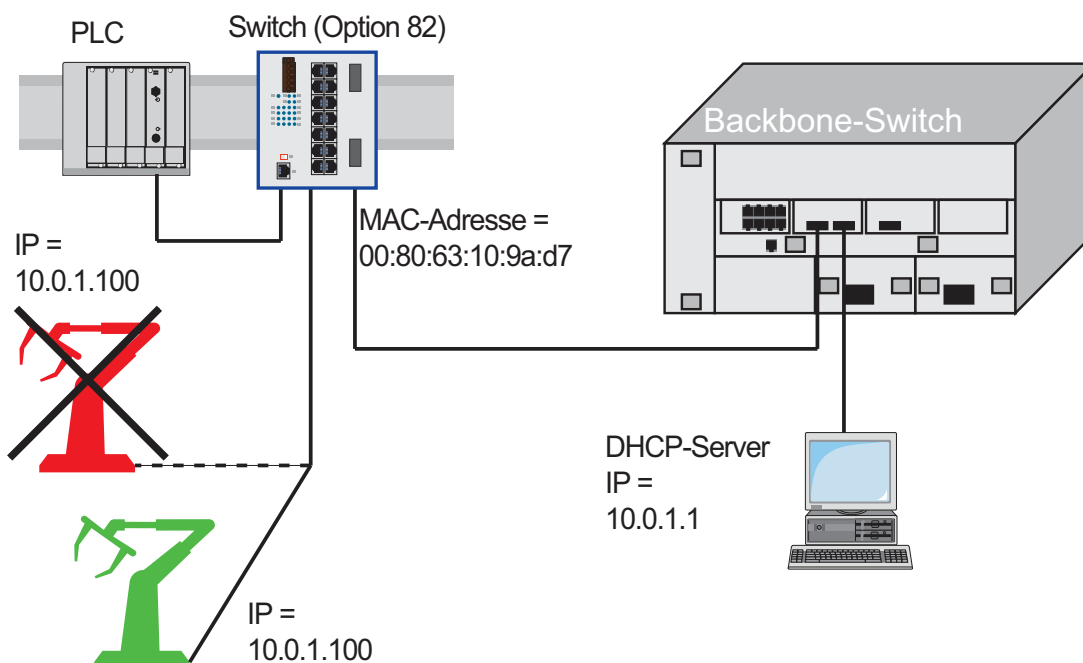 PLC
Switch (Option 82)
Backbone-Switch
MAC-Adresse =
00:80:63:10:9a:d7
IP =
10.0.1.100
DHCP-Server
IP =
10.0.1.1
IP =
10.0.1.100